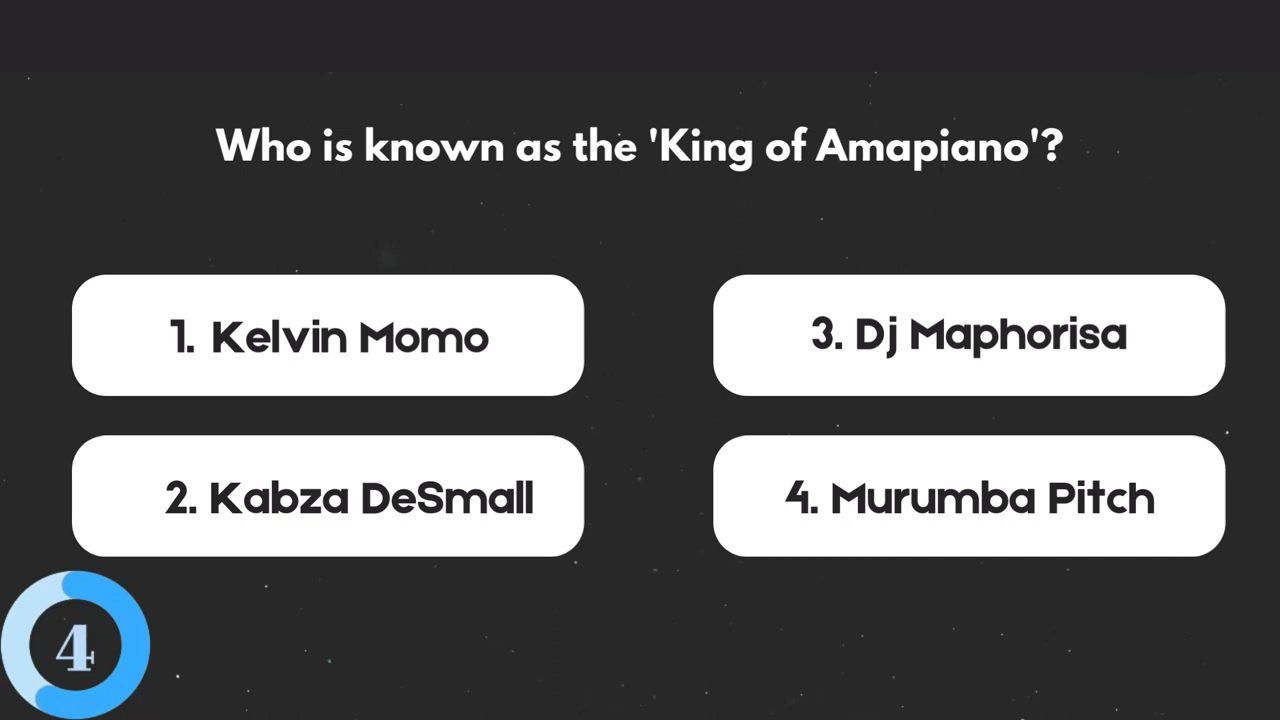 Who is known as the 'King of Amapiano'?
1. Kelvin Momo
2. Kabza DeSmall
3. Dj Maphorisa
4. Murumba Pitch
4